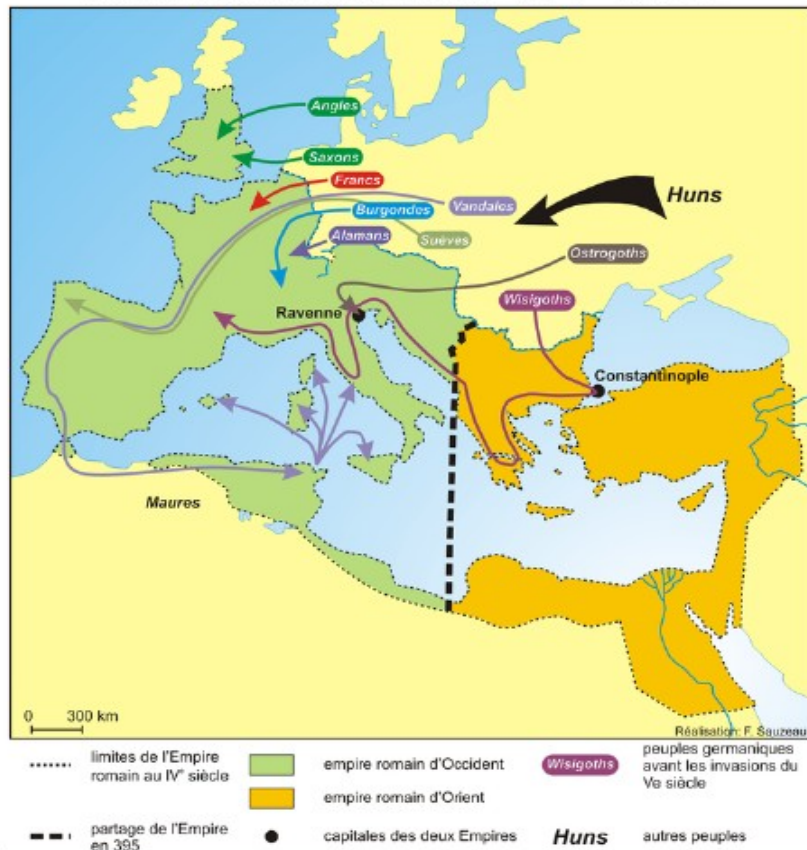 Angles
Saxons
Francs
Vandales
Huns
Burgondes
Suèves
Alamans
Ostrogoths
Wisigoths
Ravenne
Constantinople
Maures
0 300 km
Réalisation: F. Sauzeau
limites de l'Empire
romain au IVe siècle
empire romain d'Occident
empire romain d'Orient
Wisigoths
peuples germaniques
avant les invasions du
Ve siècle
partage de l'Empire
en 395
capitales des deux Empires
Huns
autres peuples